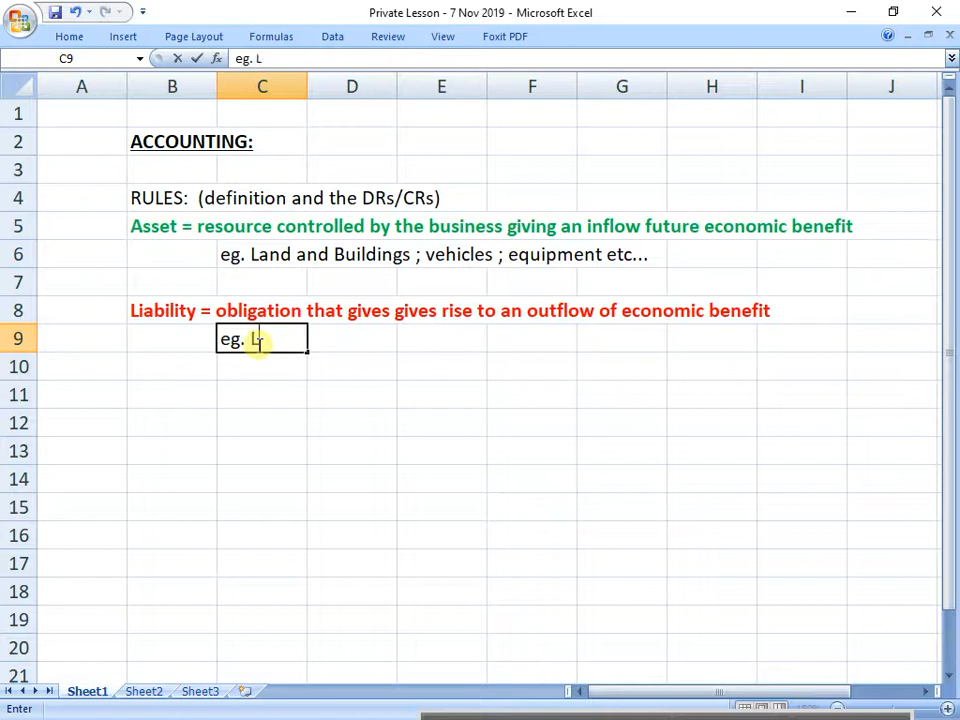 Private Lesson - 7 Nov 2019 - Microsoft Excel
Home Insert Page Layout Formulas Data Review View Foxit PDF
C9 fx eg. L
A B C D E F G H I J
1
2 ACCOUNTING:
3
4 RULES: (definition and the DRs/CRs)
5 Asset = resource controlled by the business giving an inflow future economic benefit
6 eg. Land and Buildings ; vehicles ; equipment etc...
7
8 Liability = obligation that gives gives rise to an outflow of economic benefit
9 eg. L
10
11
12
13
14
15
16
17
18
19
20
21
Sheet1 Sheet2 Sheet3
Enter